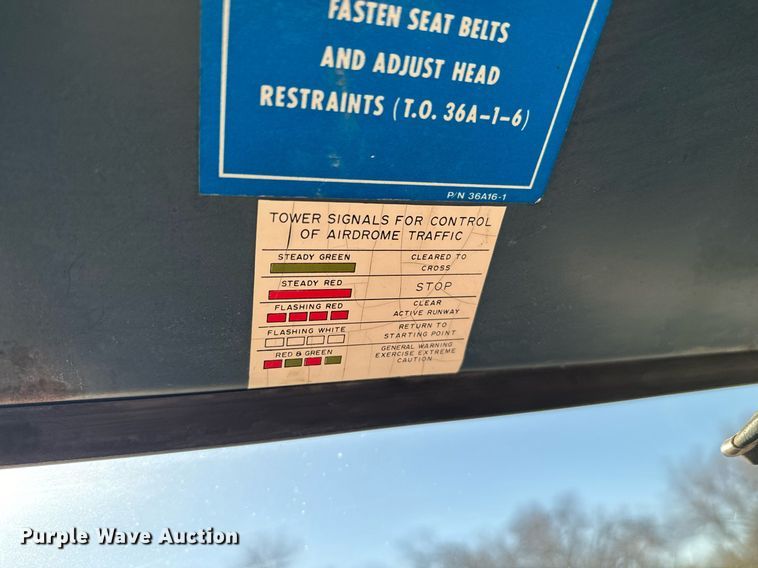 FASTEN SEAT BELTS
AND ADJUST HEAD
RESTRAINTS (T.O. 36A-1-6)
P/N 36A16-1
TOWER SIGNALS FOR CONTROL
OF AIRDROME TRAFFIC
STEADY GREEN
CLEARED TO
CROSS
STEADY RED
STOP
FLASHING RED
CLEAR
ACTIVE RUNWAY
FLASHING WHITE
RETURN TO
STARTING POINT
RED & GREEN
GENERAL WARNING
EXERCISE EXTREME
CAUTION
Purple Wave Auction